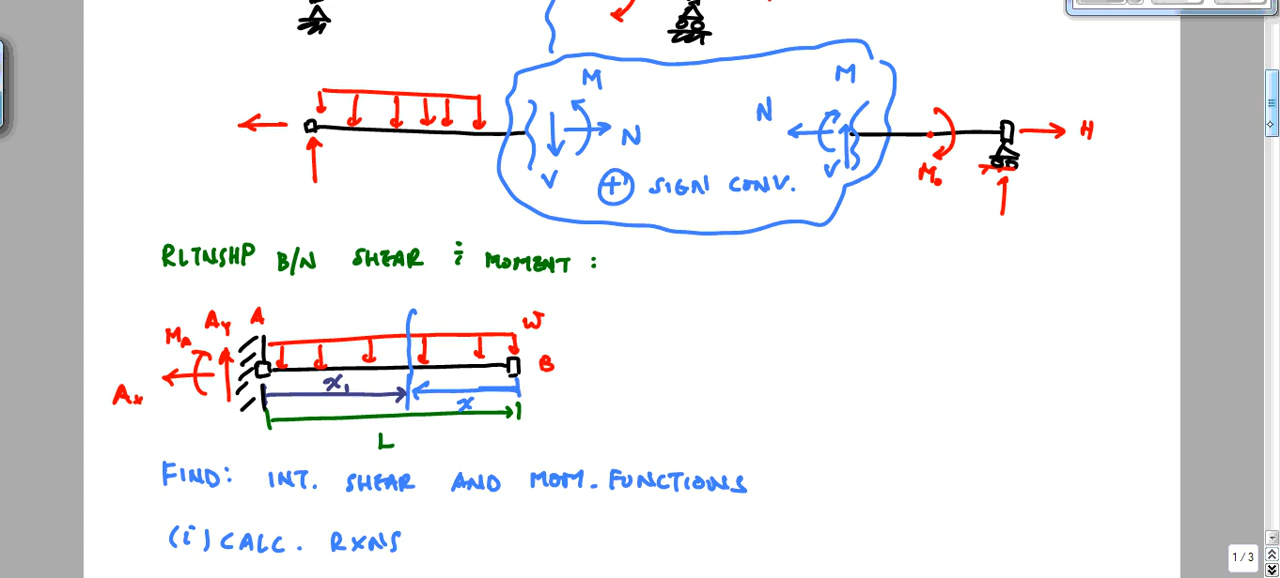 M
M
N
N
H
V
V
M₀
⊕ SIGN CONV.
RLTNSHP B/N SHEAR & MOMENT :
A
Ay
W
MA
B
x₁
x
Ax
L
FIND: INT. SHEAR AND MOM. FUNCTIONS
(i) CALC. RXNS
1 / 3